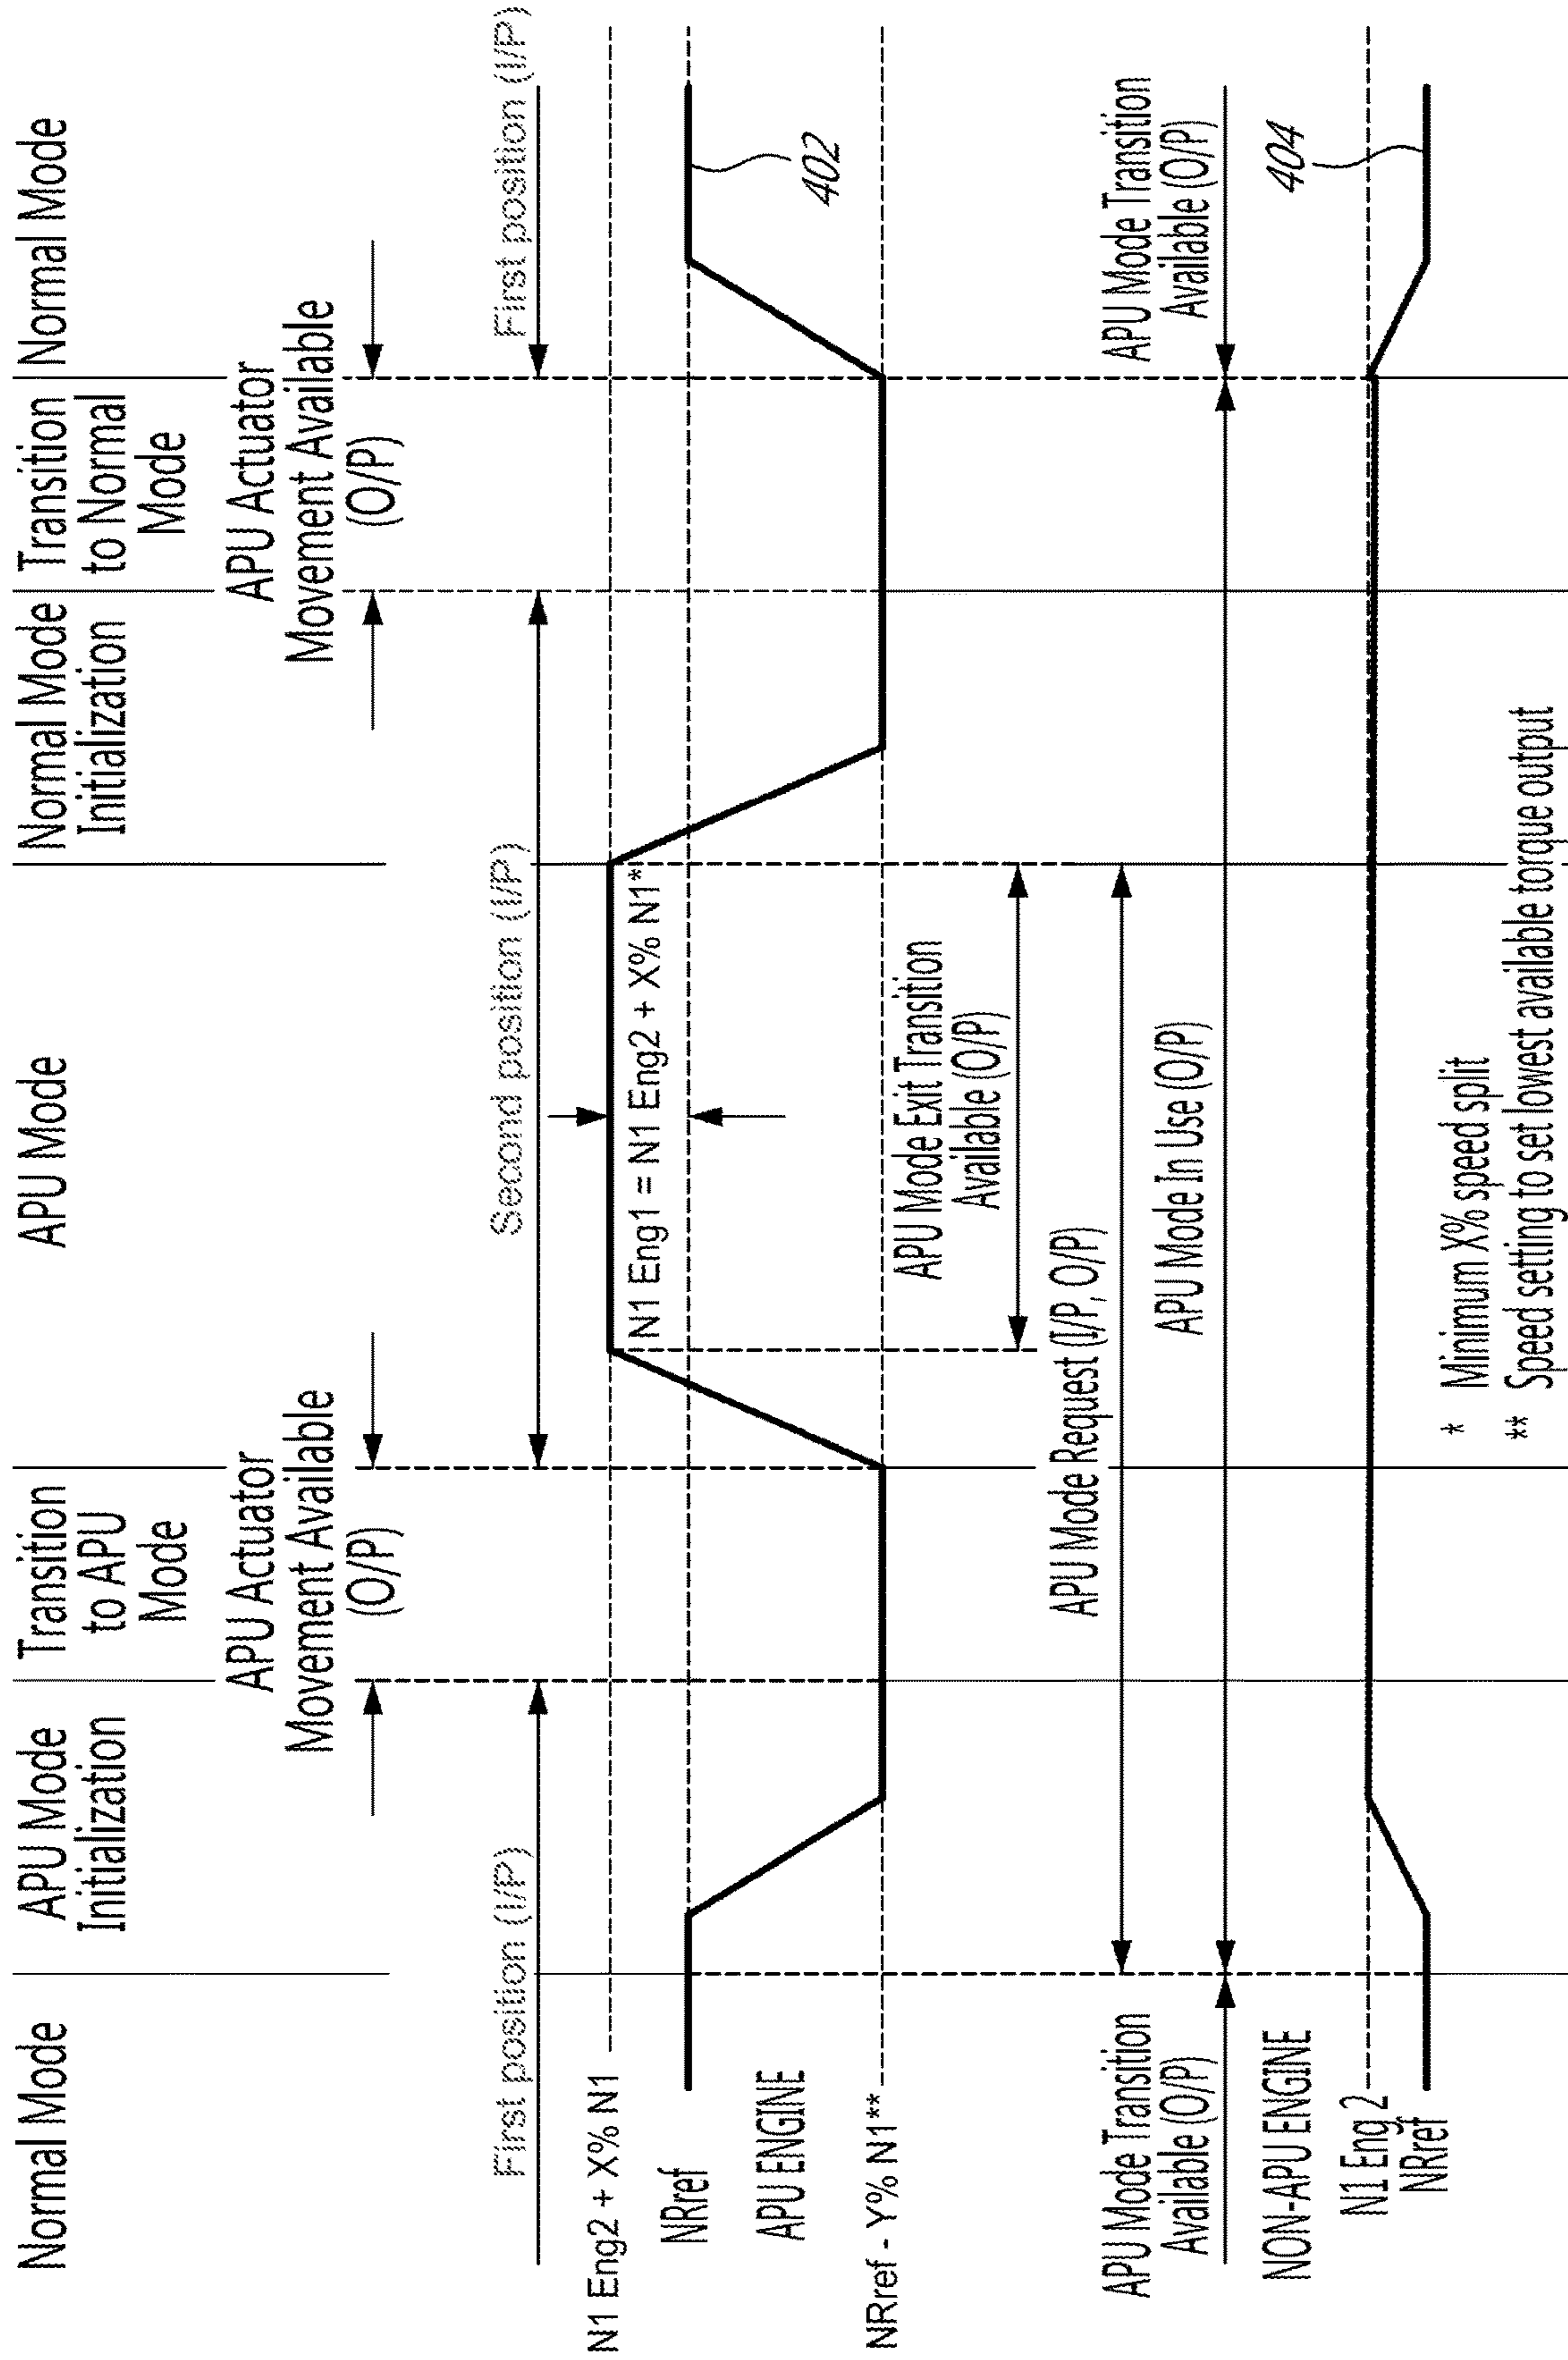 Normal Mode
APU Mode
Initialization
Transition
to APU
Mode
APU Mode
Normal Mode
Initialization
Transition
to Normal
Mode
Normal Mode
APU Actuator
Movement Available
(O/P)
APU Actuator
Movement Available
(O/P)
First position (I/P)
Second position (I/P)
First position (I/P)
N1 Eng2 + X% N1
N1 Eng1 = N1 Eng2 + X% N1*
NRref
APU ENGINE
402
NRref - Y% N1**
APU Mode Exit Transition
Available (O/P)
APU Mode Request (I/P, O/P)
APU Mode Transition
Available (O/P)
APU Mode In Use (O/P)
APU Mode Transition
Available (O/P)
NON-APU ENGINE
404
N1 Eng 2
NRref
* Minimum X% speed split
** Speed setting to set lowest available torque output